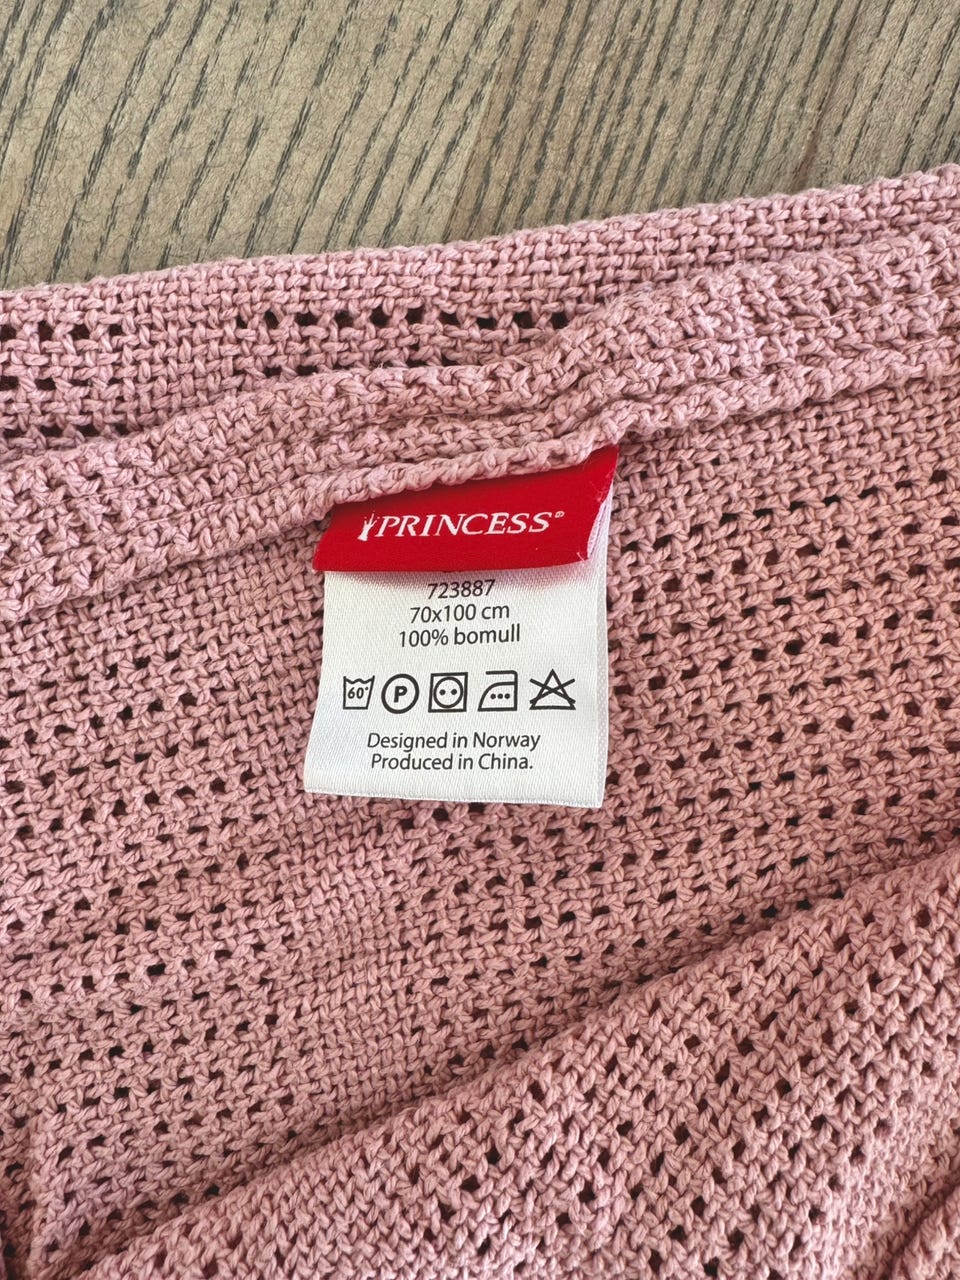 PRINCESS®
723887
70x100 cm
100% bomull
60° P
Designed in Norway
Produced in China.